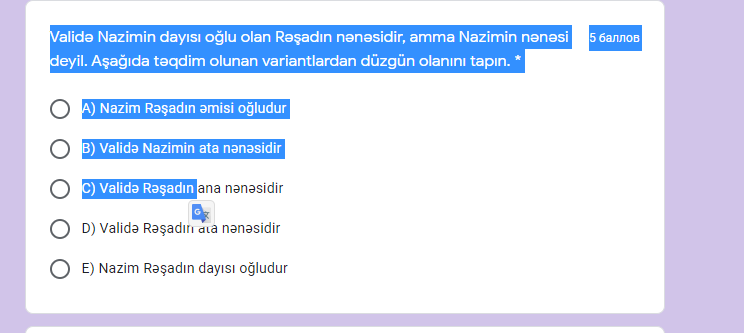 Validə Nazimin dayısı oğlu olan Rəşadın nənəsidir, amma Nazimin nənəsi 5 баллов
deyil. Aşağıda təqdim olunan variantlardan düzgün olanını tapın. *
A) Nazim Rəşadın əmisi oğludur
B) Validə Nazimin ata nənəsidir
C) Validə Rəşadın ana nənəsidir
D) Validə Rəşadın ata nənəsidir
E) Nazim Rəşadın dayısı oğludur